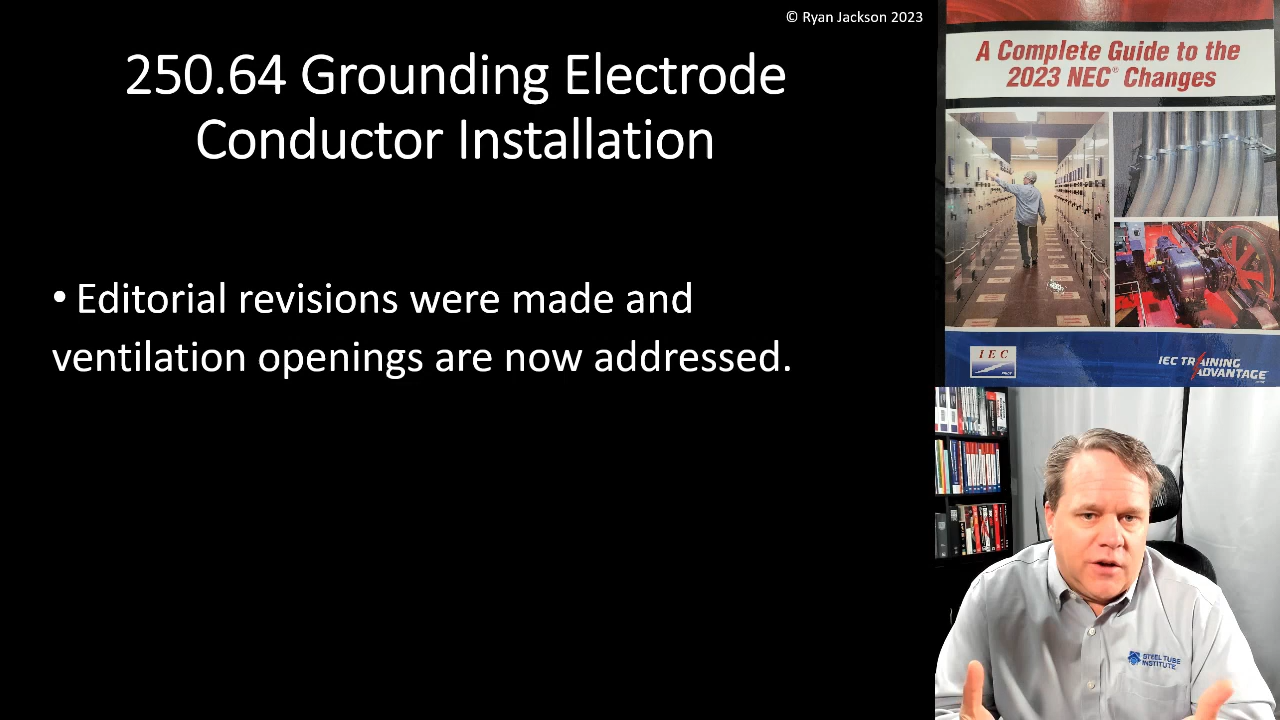 © Ryan Jackson 2023
250.64 Grounding Electrode
Conductor Installation
• Editorial revisions were made and
ventilation openings are now addressed.
A Complete Guide to the
2023 NEC® Changes
IEC
IEC TRAINING
ADVANTAGE
STEEL TUBE
INSTITUTE